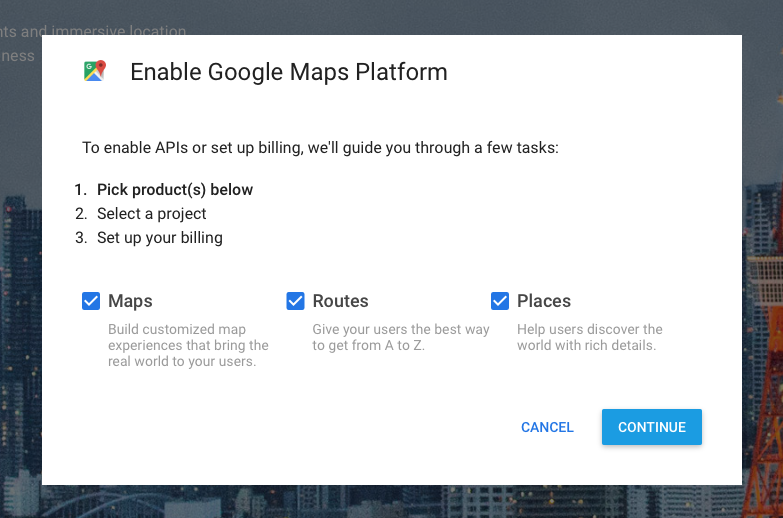 nts and immersive location
ness
Enable Google Maps Platform
To enable APIs or set up billing, we'll guide you through a few tasks:
1. Pick product(s) below
2. Select a project
3. Set up your billing
Maps
Build customized map
experiences that bring the
real world to your users.
Routes
Give your users the best way
to get from A to Z.
Places
Help users discover the
world with rich details.
CANCEL
CONTINUE